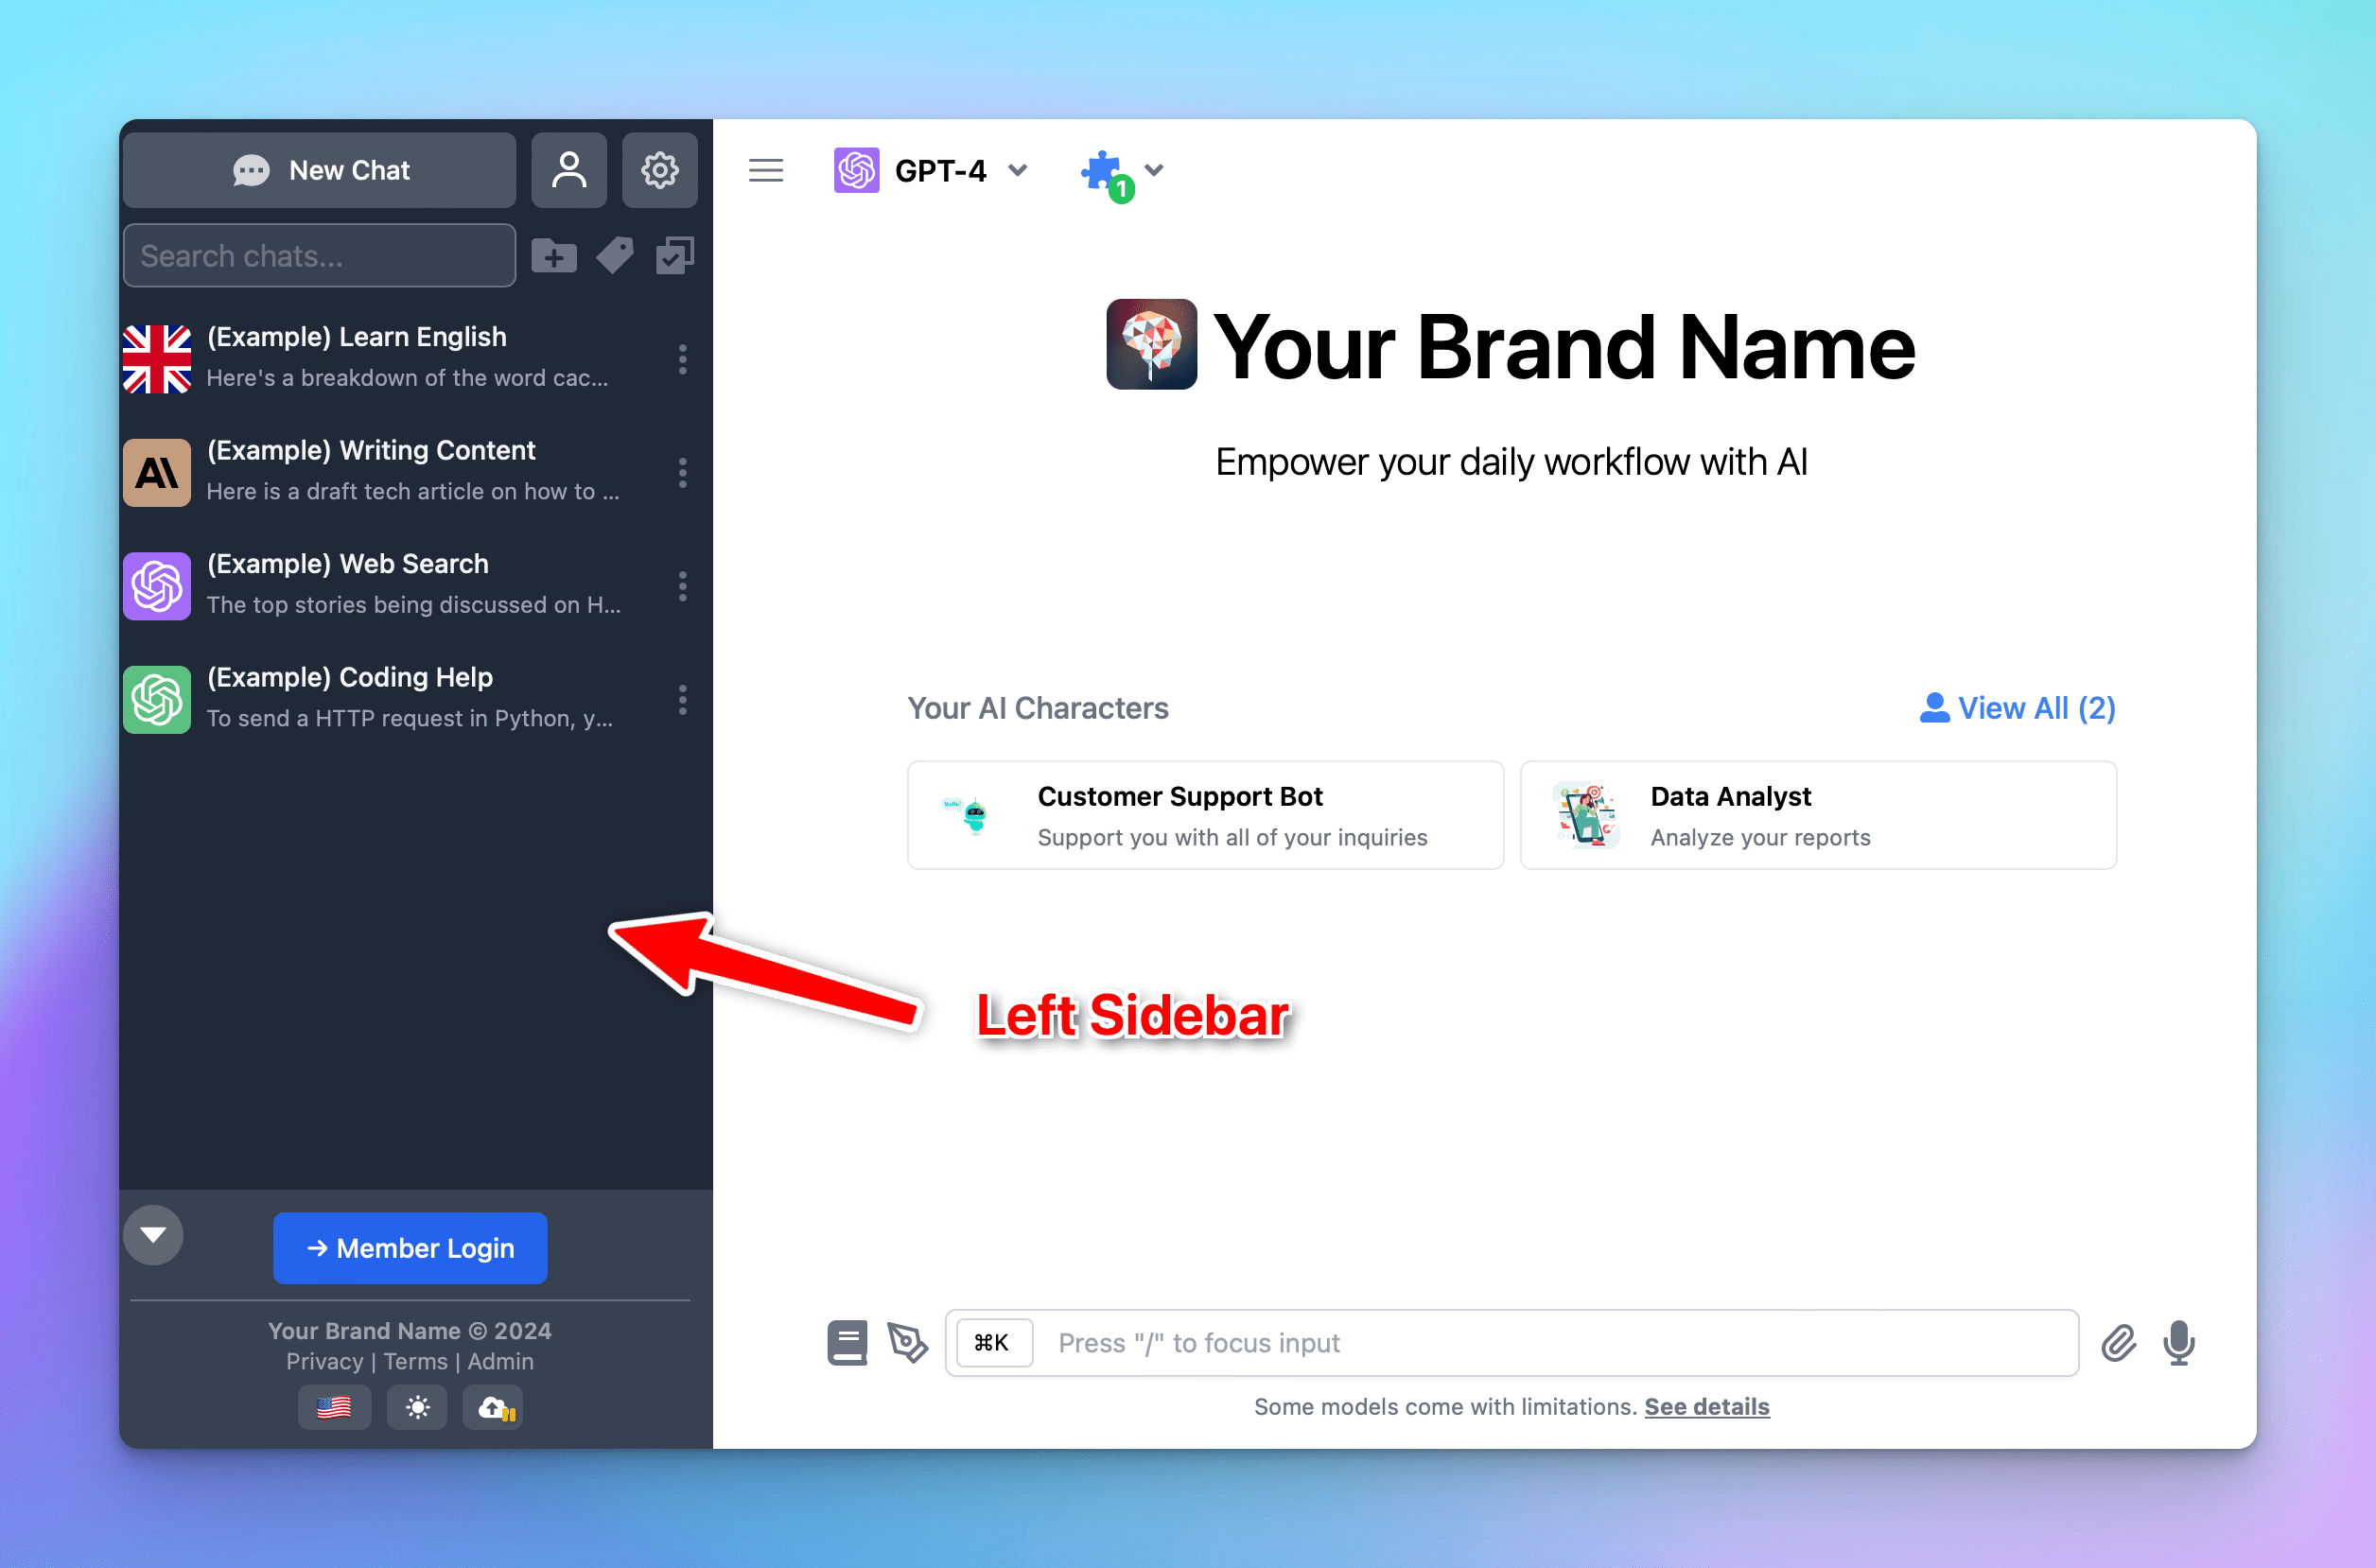 New Chat
Search chats...
(Example) Learn English
Here's a breakdown of the word cac...
(Example) Writing Content
Here is a draft tech article on how to ...
(Example) Web Search
The top stories being discussed on H...
(Example) Coding Help
To send a HTTP request in Python, y...
→ Member Login
Your Brand Name © 2024
Privacy | Terms | Admin
GPT-4
1
Your Brand Name
Empower your daily workflow with AI
Your AI Characters
View All (2)
Hello!
Customer Support Bot
Support you with all of your inquiries
Data Analyst
Analyze your reports
Left Sidebar
⌘K
Press "/" to focus input
Some models come with limitations. See details